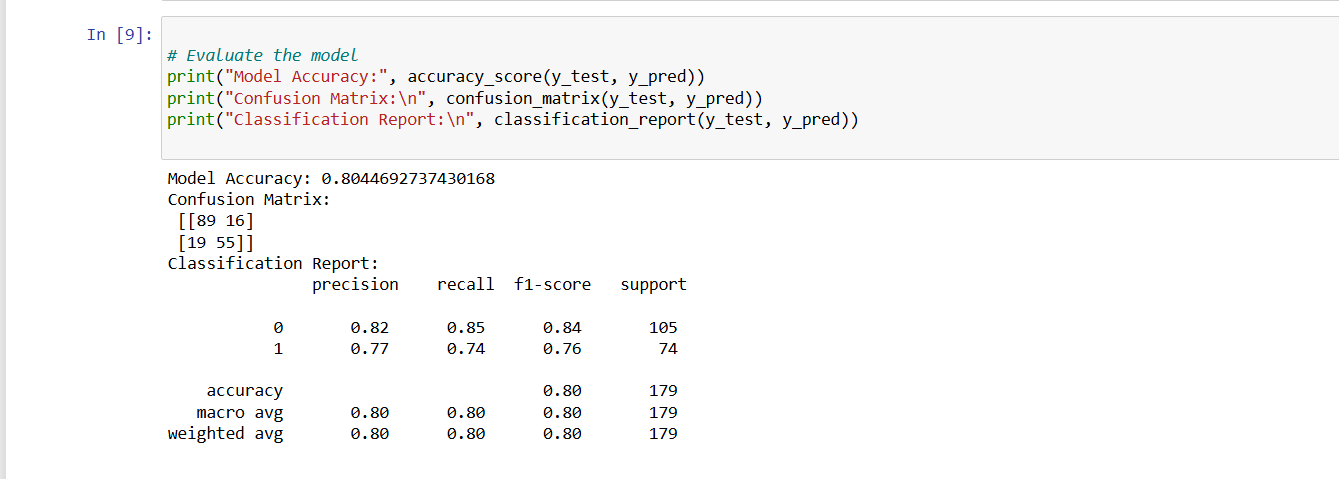 In [9]:
# Evaluate the model
print("Model Accuracy:", accuracy_score(y_test, y_pred))
print("Confusion Matrix:\n", confusion_matrix(y_test, y_pred))
print("Classification Report:\n", classification_report(y_test, y_pred))
Model Accuracy: 0.8044692737430168
Confusion Matrix:
 [[89 16]
 [19 55]]
Classification Report:
               precision    recall  f1-score   support
           0       0.82      0.85      0.84       105
           1       0.77      0.74      0.76        74
    accuracy                           0.80       179
   macro avg       0.80      0.80      0.80       179
weighted avg       0.80      0.80      0.80       179